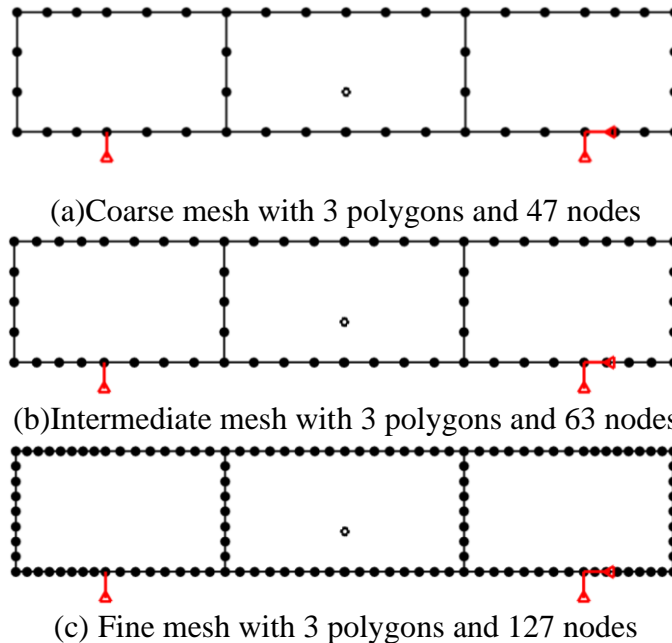 (a)Coarse mesh with 3 polygons and 47 nodes
(b)Intermediate mesh with 3 polygons and 63 nodes
(c) Fine mesh with 3 polygons and 127 nodes